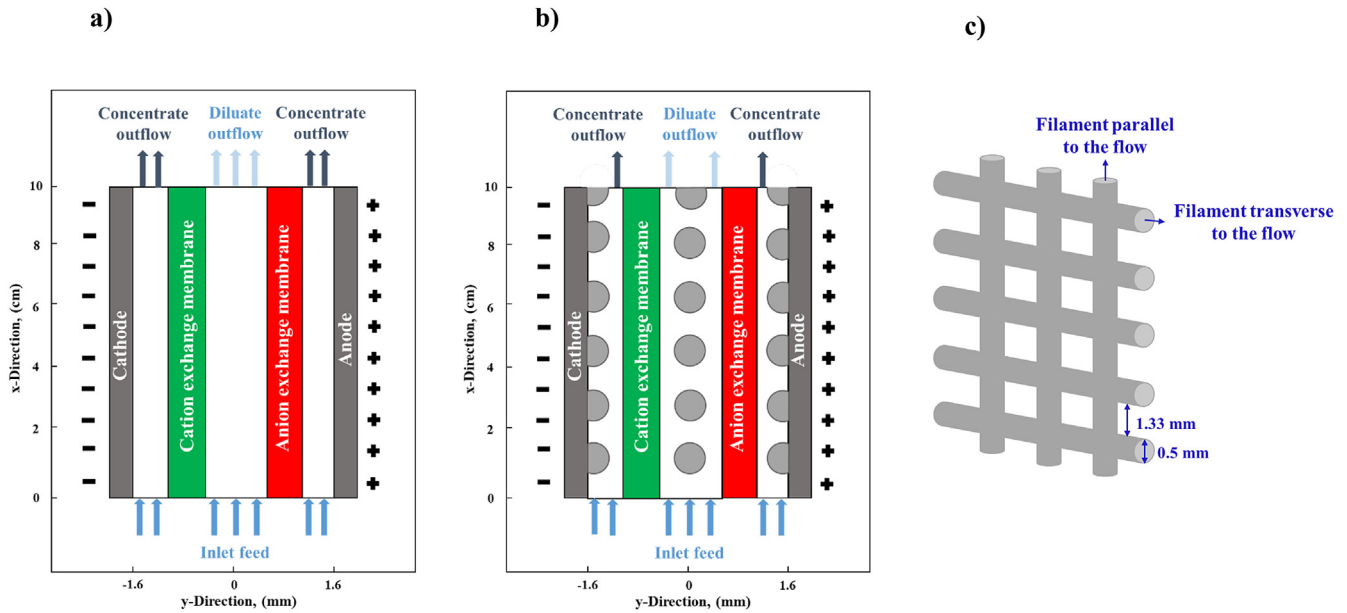 a)
Concentrate
outflow
Diluate
outflow
Concentrate
outflow
10
8
6
4
2
0
x-Direction, (cm)
Cathode
Cation exchange membrane
Anion exchange membrane
Anode
Inlet feed
-1.6
0
1.6
y-Direction, (mm)
b)
Concentrate
outflow
Diluate
outflow
Concentrate
outflow
10
8
6
4
2
0
x-Direction, (cm)
Cathode
Cation exchange membrane
Anion exchange membrane
Anode
Inlet feed
-1.6
0
1.6
y-Direction, (mm)
c)
Filament parallel
to the flow
Filament transverse
to the flow
1.33 mm
0.5 mm